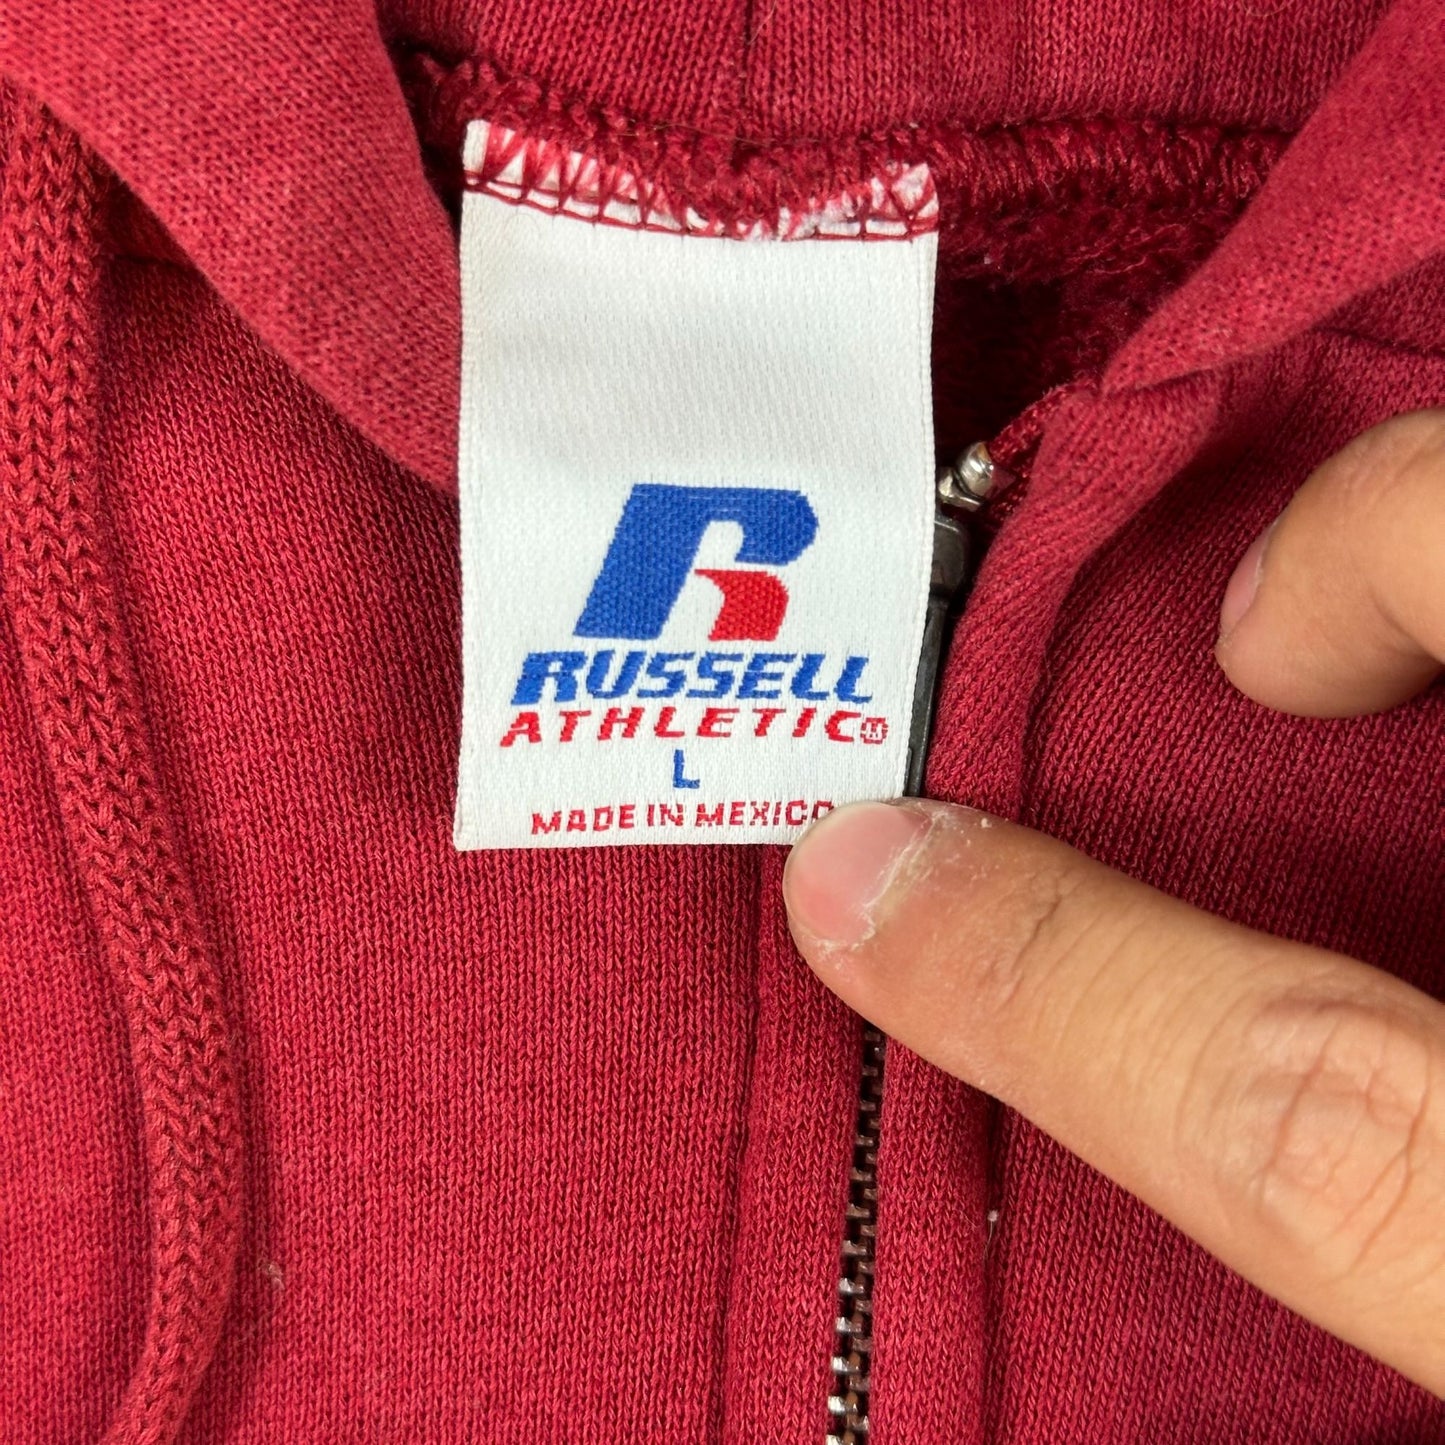 R
RUSSELL
ATHLETIC®
L
MADE IN MEXICO